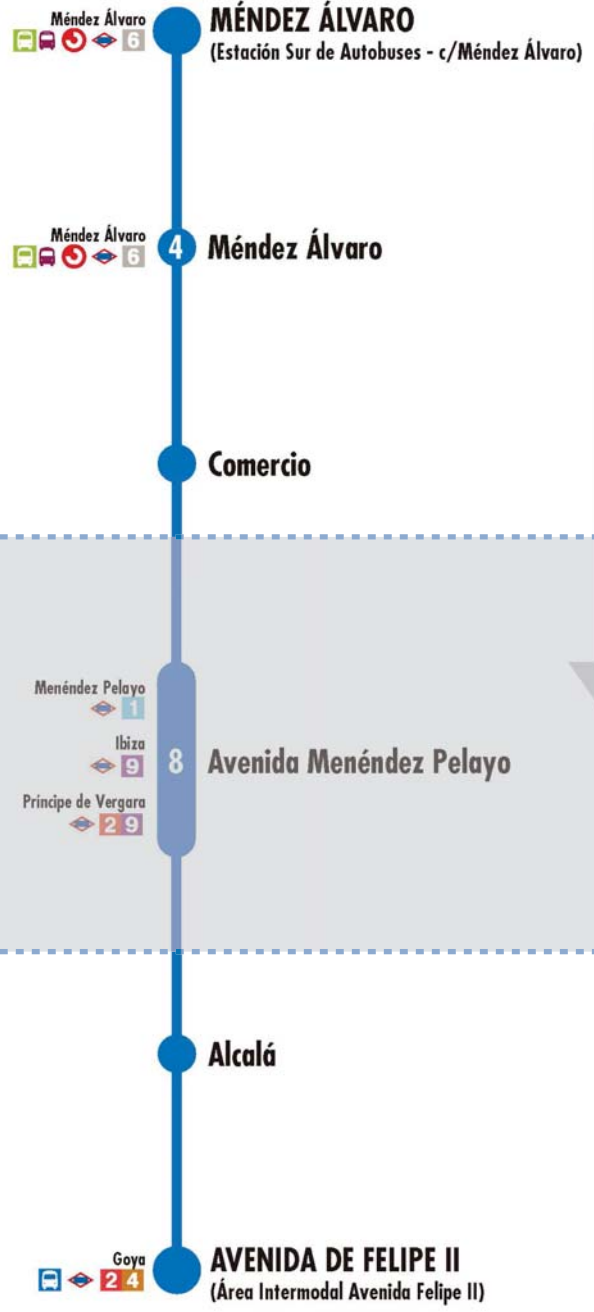 Méndez Álvaro
6
MÉNDEZ ÁLVARO
(Estación Sur de Autobuses - c/Méndez Álvaro)
Méndez Álvaro
6
4
Méndez Álvaro
Comercio
Menéndez Pelayo
1
Ibiza
9
Príncipe de Vergara
2 9
8
Avenida Menéndez Pelayo
Alcalá
Goya
2 4
AVENIDA DE FELIPE II
(Área Intermodal Avenida Felipe II)